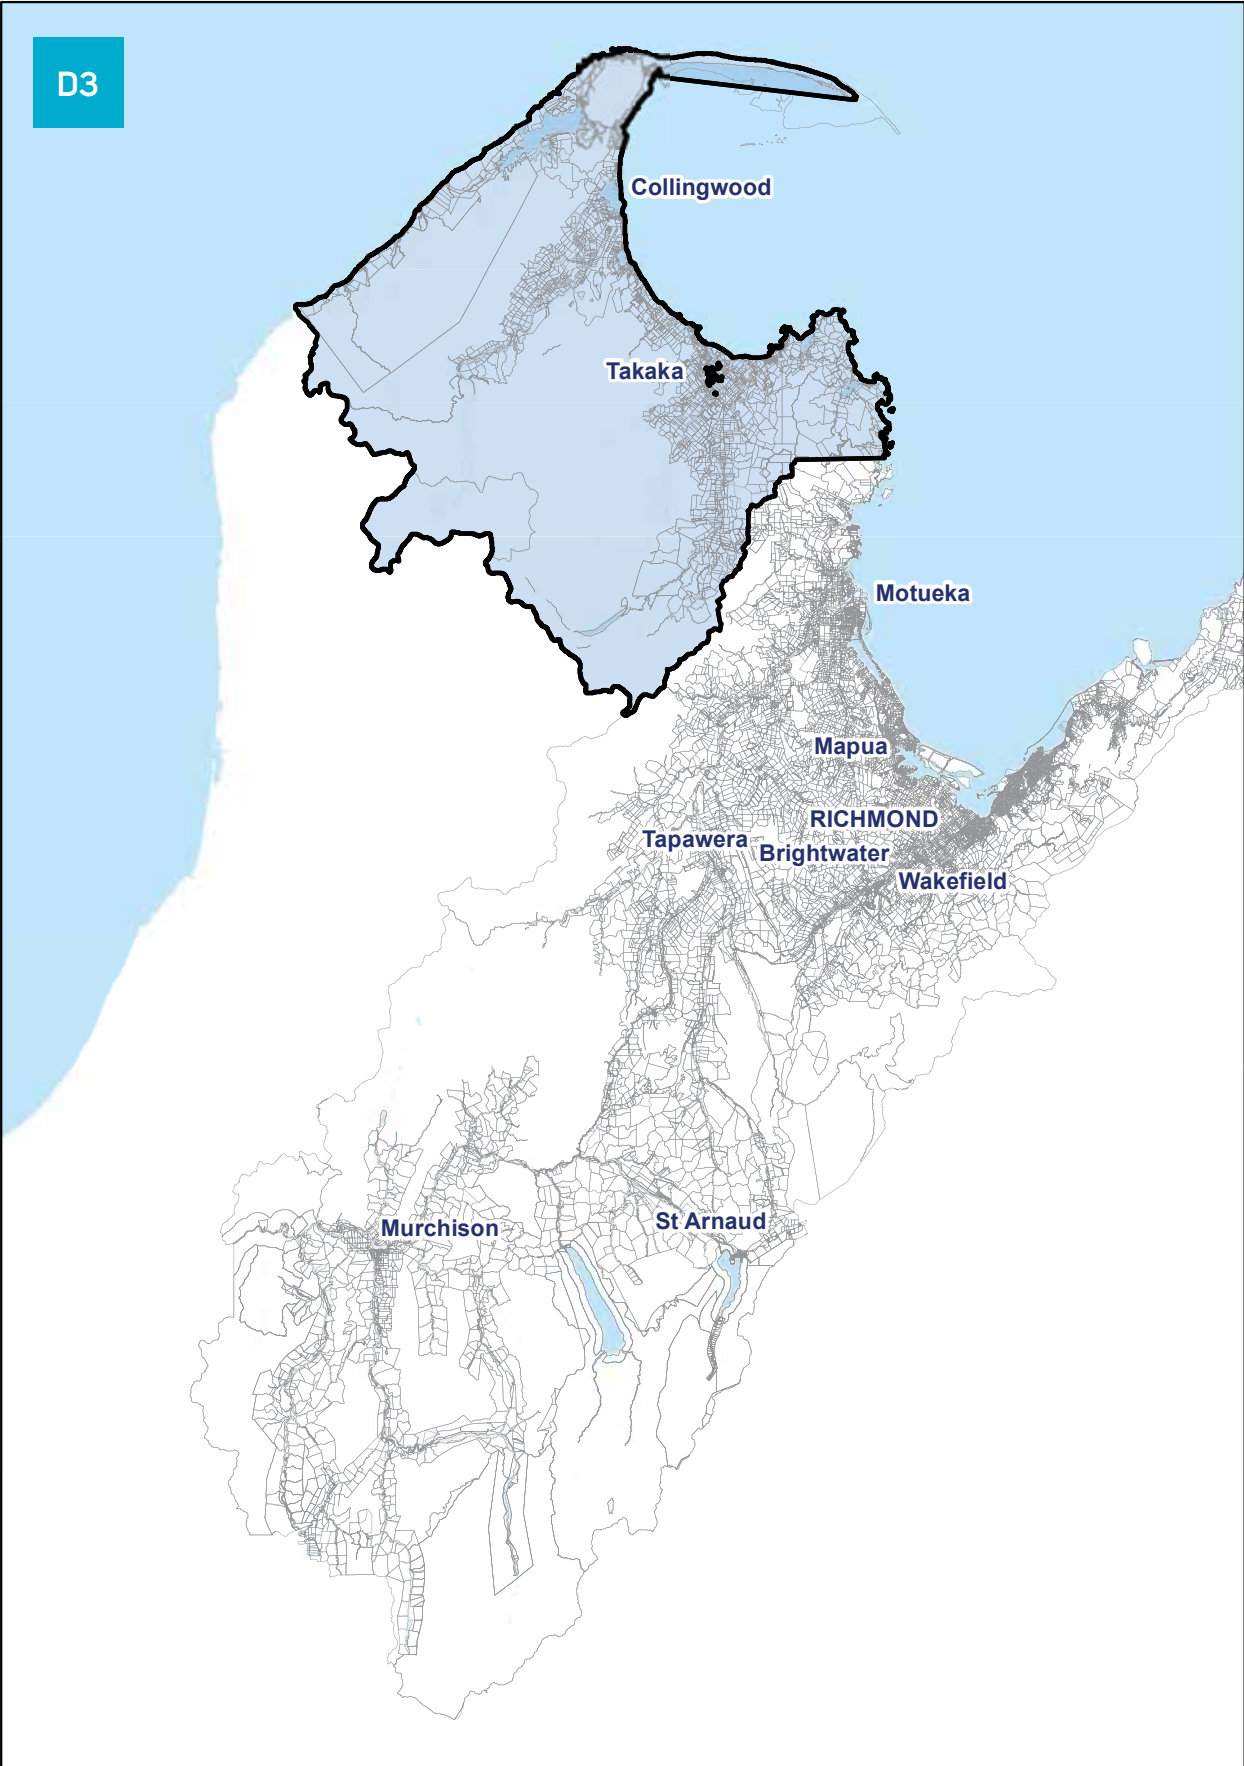 D3
Collingwood
Takaka
Motueka
Mapua
RICHMOND
Tapawera
Brightwater
Wakefield
St Arnaud
Murchison